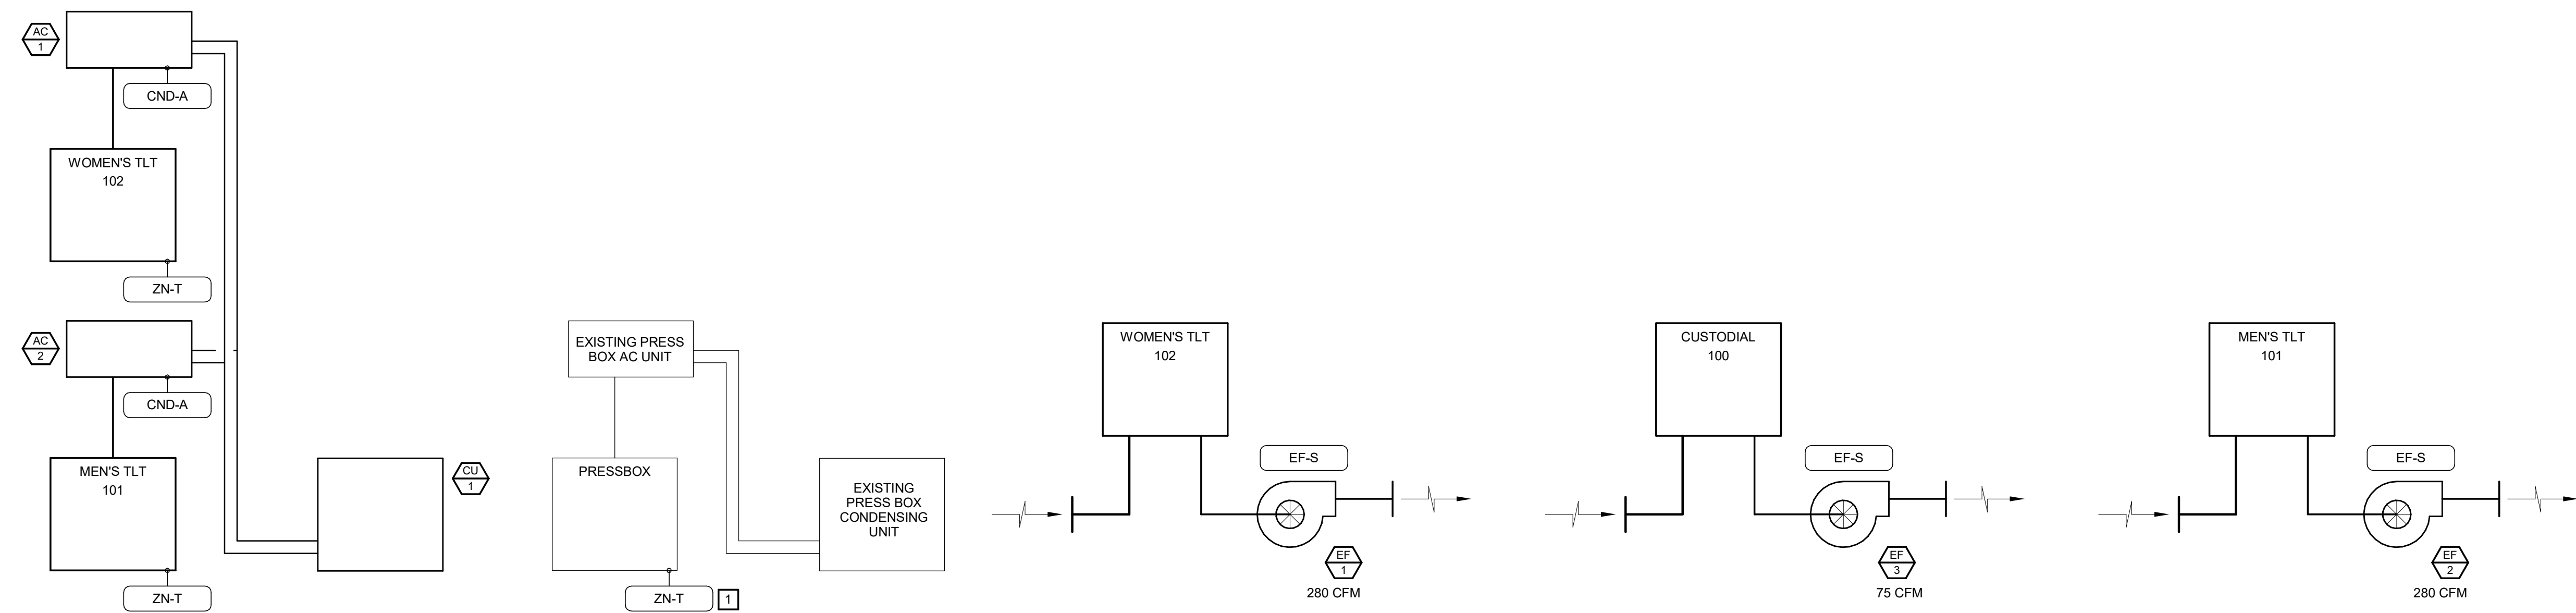 AC
1
CND-A
WOMEN'S TLT
102
ZN-T
AC
2
CND-A
MEN'S TLT
101
ZN-T
CU
1
EXISTING PRESS
BOX AC UNIT
PRESSBOX
ZN-T
1
EXISTING
PRESS BOX
CONDENSING
UNIT
WOMEN'S TLT
102
EF-S
EF
1
280 CFM
CUSTODIAL
100
EF-S
EF
3
75 CFM
MEN'S TLT
101
EF-S
EF
2
280 CFM